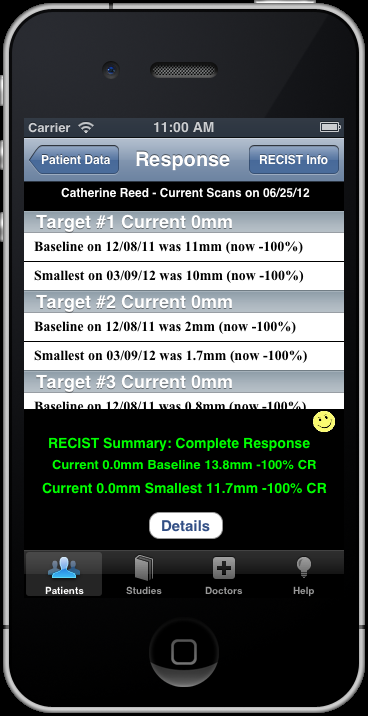 Carrier 11:00 AM
Patient Data Response RECIST Info
Catherine Reed - Current Scans on 06/25/12
Target #1 Current 0mm
Baseline on 12/08/11 was 11mm (now -100%)
Smallest on 03/09/12 was 10mm (now -100%)
Target #2 Current 0mm
Baseline on 12/08/11 was 2mm (now -100%)
Smallest on 03/09/12 was 1.7mm (now -100%)
Target #3 Current 0mm
Baseline on 12/08/11 was 0.8mm (now -100%)
RECIST Summary: Complete Response
Current 0.0mm Baseline 13.8mm -100% CR
Current 0.0mm Smallest 11.7mm -100% CR
Details
Patients Studies Doctors Help